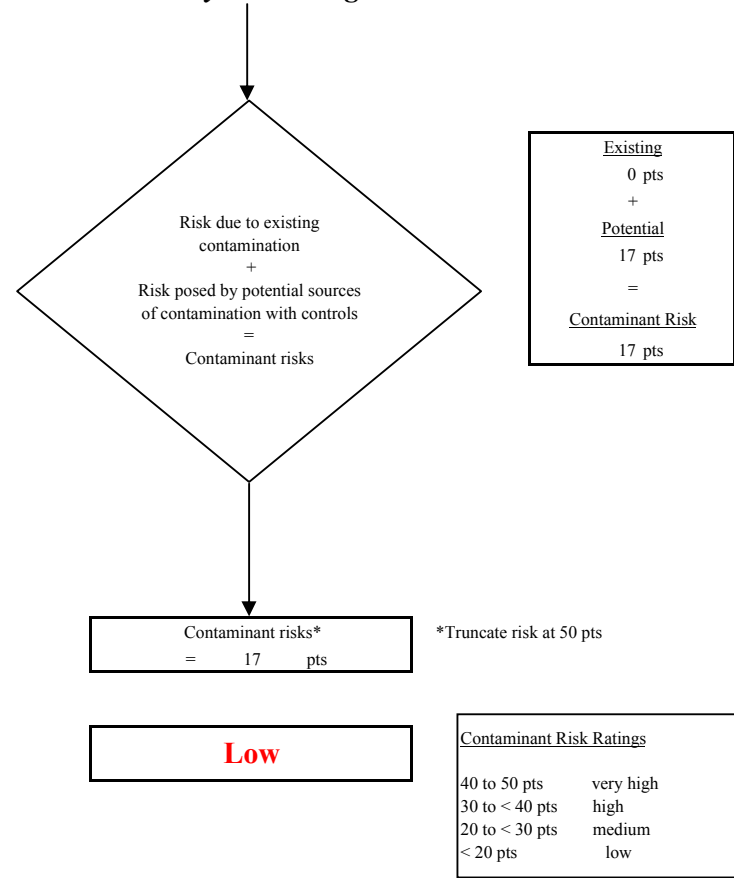 Risk due to existing
contamination
+
Risk posed by potential sources
of contamination with controls
=
Contaminant risks
Existing
0 pts
+
Potential
17 pts
=
Contaminant Risk
17 pts
Contaminant risks*
= 17 pts
*Truncate risk at 50 pts
Low
Contaminant Risk Ratings
40 to 50 pts very high
30 to < 40 pts high
20 to < 30 pts medium
< 20 pts low